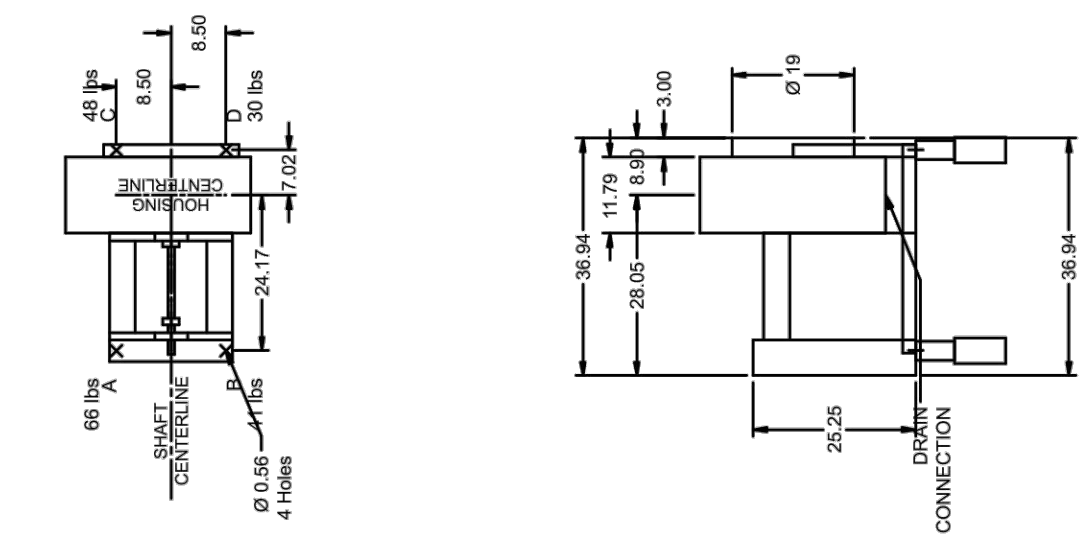 8.50
8.50
48 lbs
C
D
30 lbs
7.02
HOUSING
CENTERLINE
24.17
66 lbs
A
B
41 lbs
SHAFT
CENTERLINE
Ø 0.56
4 Holes
Ø 19
3.00
8.90
11.79
36.94
28.05
36.94
25.25
DRAIN
CONNECTION